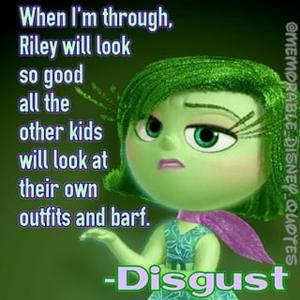 When I'm through,
Riley will look
so good
all the
other kids
will look at
their own
outfits and barf.
-Disgust
@MEMORABLE.DISNEY.QUOTES